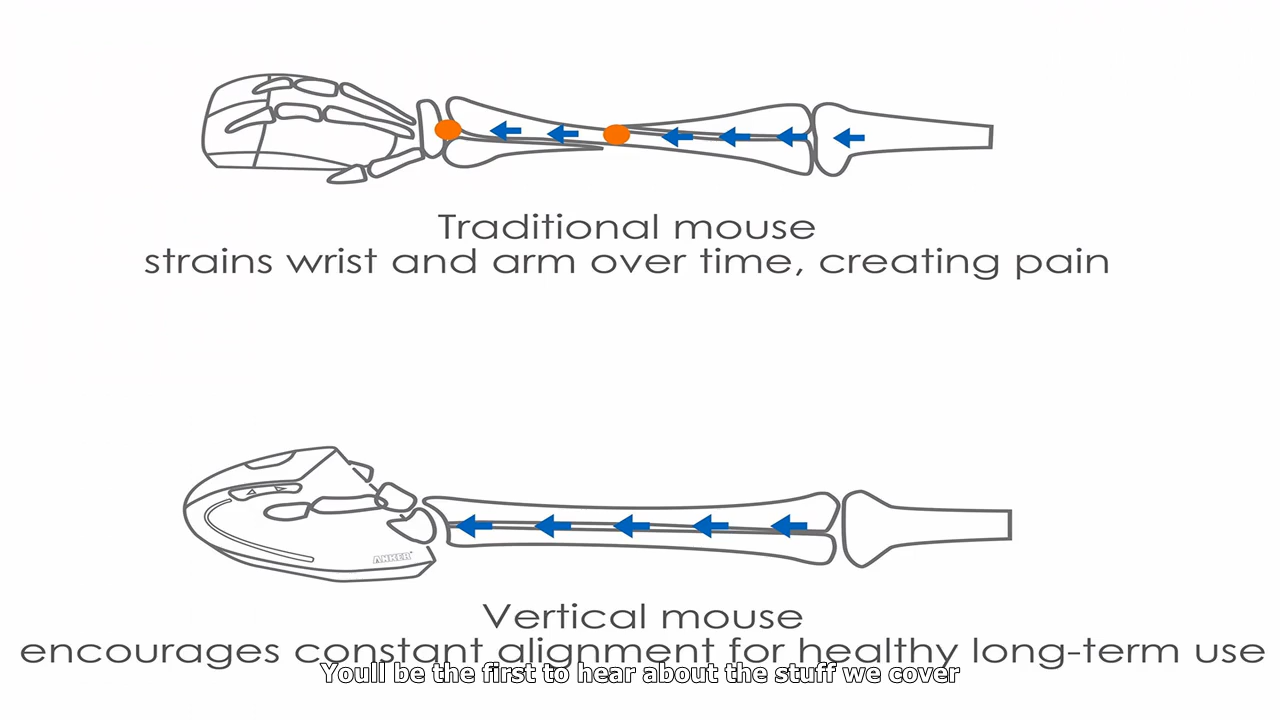 Traditional mouse
strains wrist and arm over time, creating pain
ANKER
Vertical mouse
encourages constant alignment for healthy long-term use
Youll be the first to hear about the stuff we cover